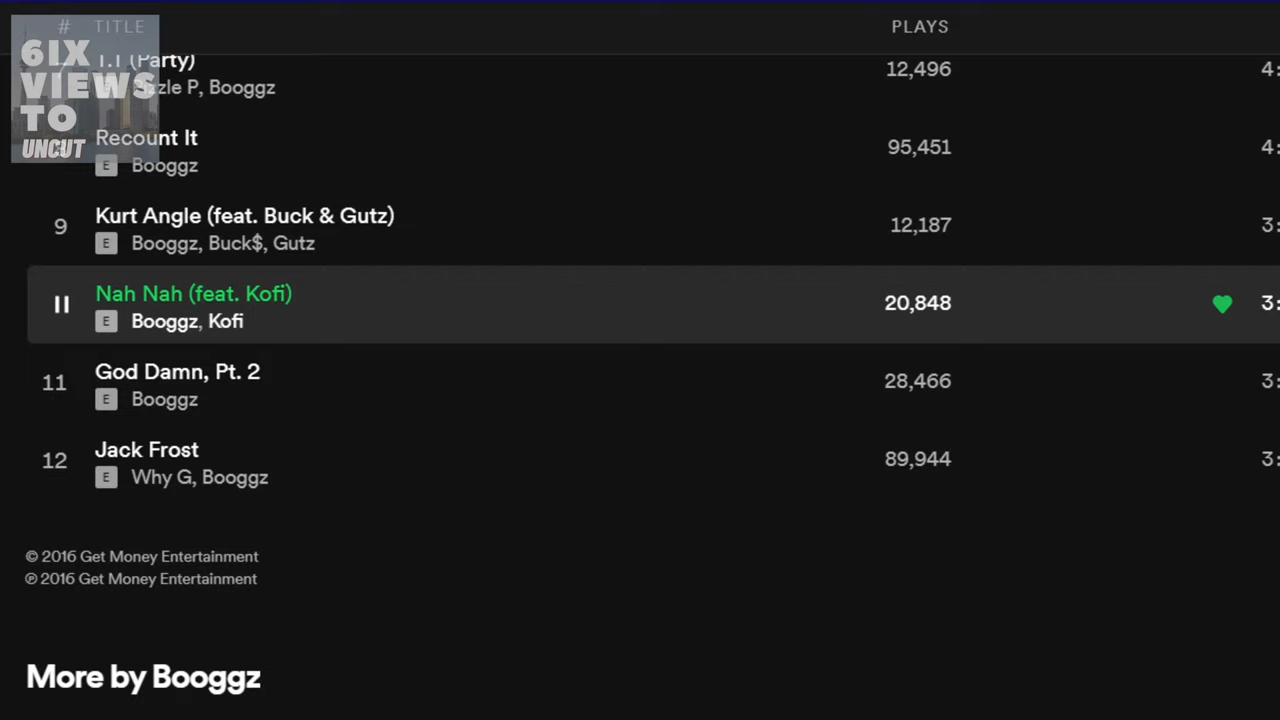 # TITLE PLAYS
6IX
VIEWS
TO
UNCUT
(Party) 12,496 4:
zzle P, Booggz
Recount It 95,451 4:
E Booggz
9 Kurt Angle (feat. Buck & Gutz) 12,187 3:
E Booggz, Buck$, Gutz
Nah Nah (feat. Kofi) 20,848 3:
E Booggz, Kofi
11 God Damn, Pt. 2 28,466 3:
E Booggz
12 Jack Frost 89,944 3:
E Why G, Booggz
© 2016 Get Money Entertainment
℗ 2016 Get Money Entertainment
More by Booggz